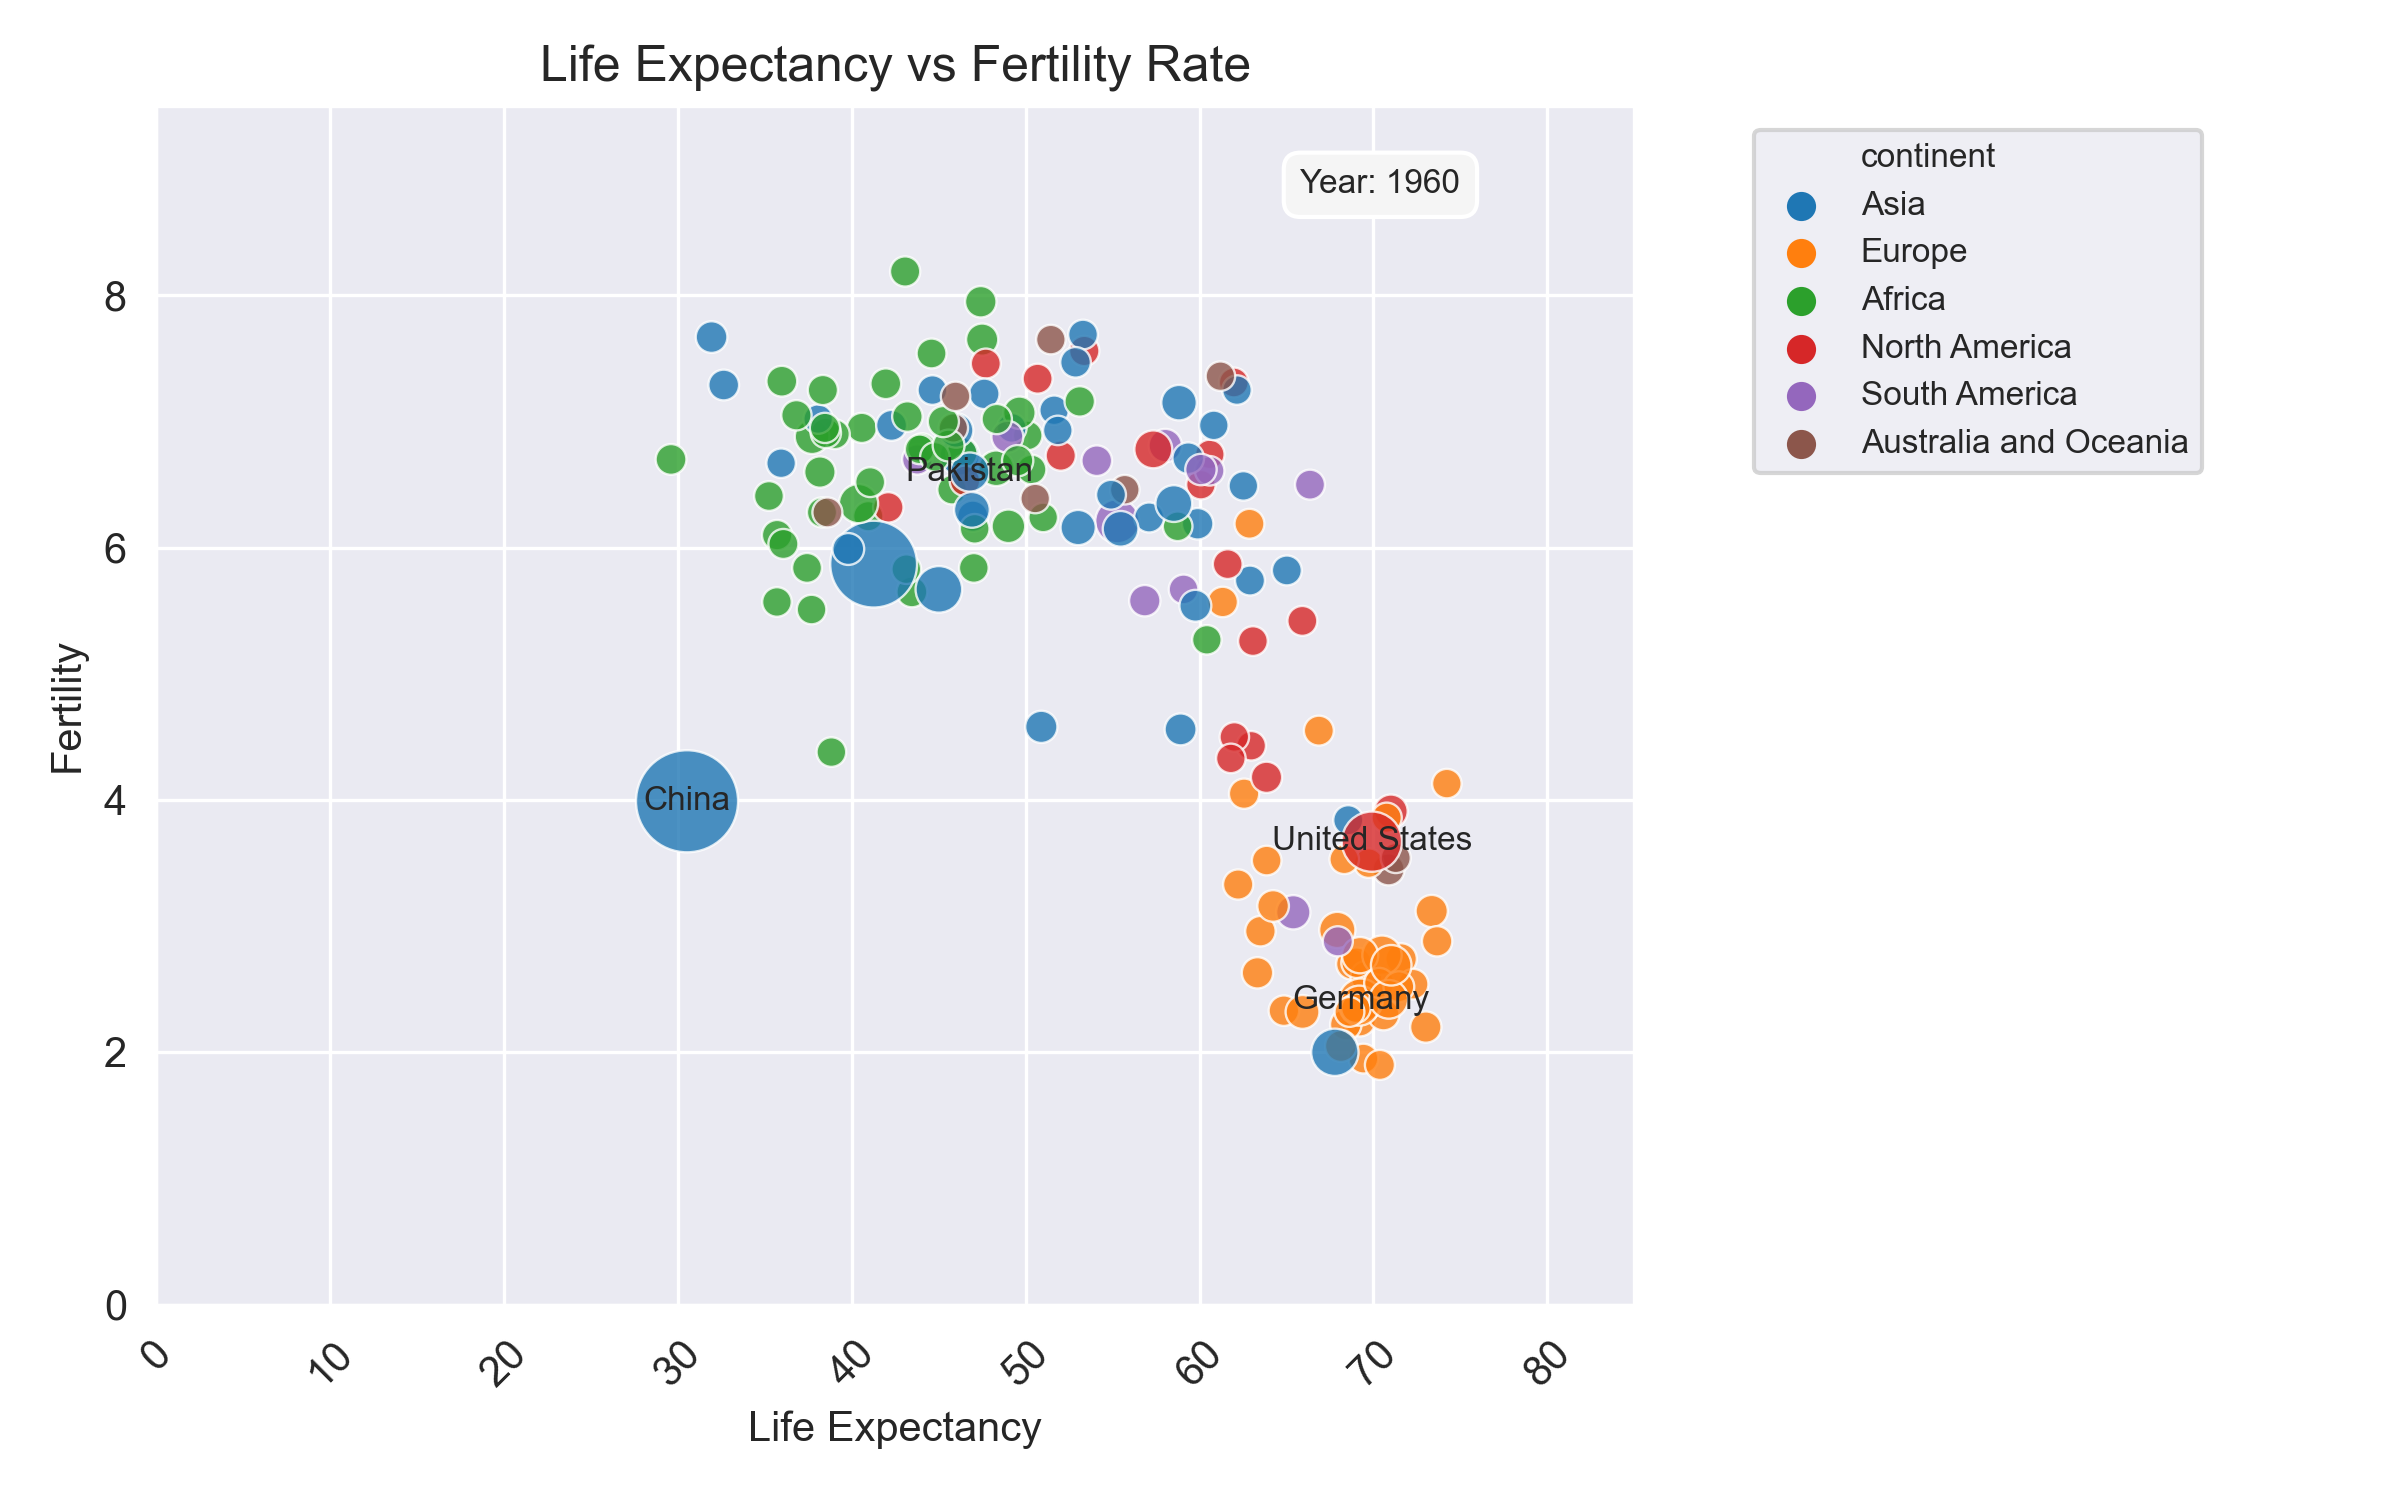 Life Expectancy vs Fertility Rate
Year: 1960
continent
Asia
Europe
Africa
North America
South America
Australia and Oceania
8
6
4
2
0
Fertility
Pakistan
China
United States
Germany
0 10 20 30 40 50 60 70 80
Life Expectancy